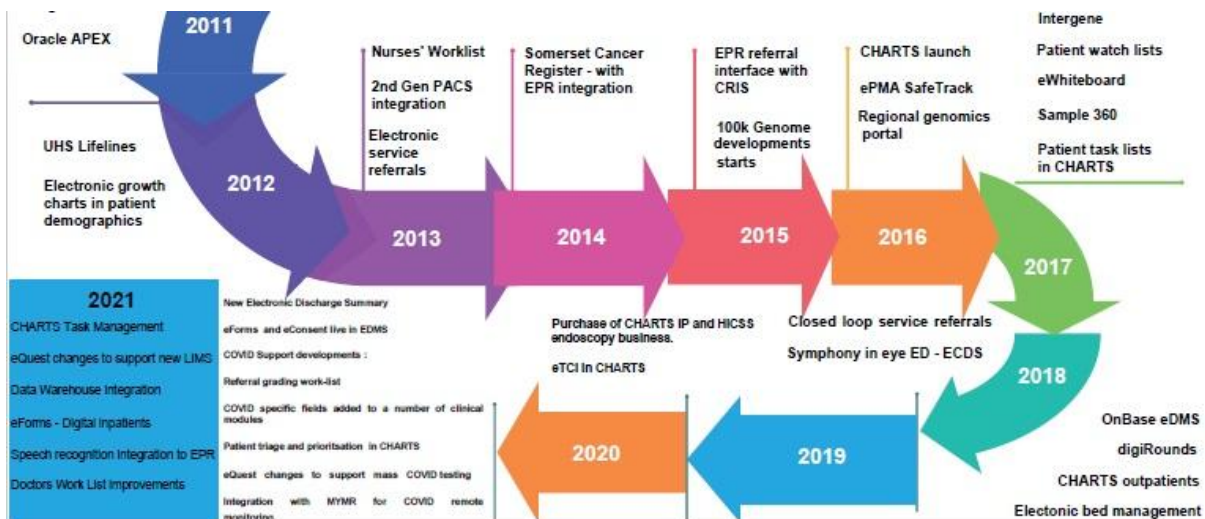 Oracle APEX
2011
UHS Lifelines
Electronic growth
charts in patient
demographics
2012
Nurses' Worklist
2nd Gen PACS
integration
Electronic
service
referrals
2013
Somerset Cancer
Register - with
EPR integration
2014
EPR referral
interface with
CRIS
100k Genome
developments
starts
2015
CHARTS launch
ePMA SafeTrack
Regional genomics
portal
2016
Intergene
Patient watch lists
eWhiteboard
Sample 360
Patient task lists
in CHARTS
2017
Closed loop service referrals
Symphony in eye ED - ECDS
2018
OnBase eDMS
digiRounds
CHARTS outpatients
Electonic bed management
2019
Purchase of CHARTS IP and HICSS
endoscopy business.
eTCI in CHARTS
2020
New Electronic Discharge Summary
eForms and eConsent live in EDMS
COVID Support developments :
Referral grading work-list
COVID specific fields added to a number of clinical
modules
Patient triage and prioritsation in CHARTS
eQuest changes to support mass COVID testing
Integration with MYMR for COVID remote
monitoring
2021
CHARTS Task Management
eQuest changes to support new LIMS
Data Warehouse Integration
eForms - Digital Inpatients
Speech recognition Integration to EPR
Doctors Work List Improvements